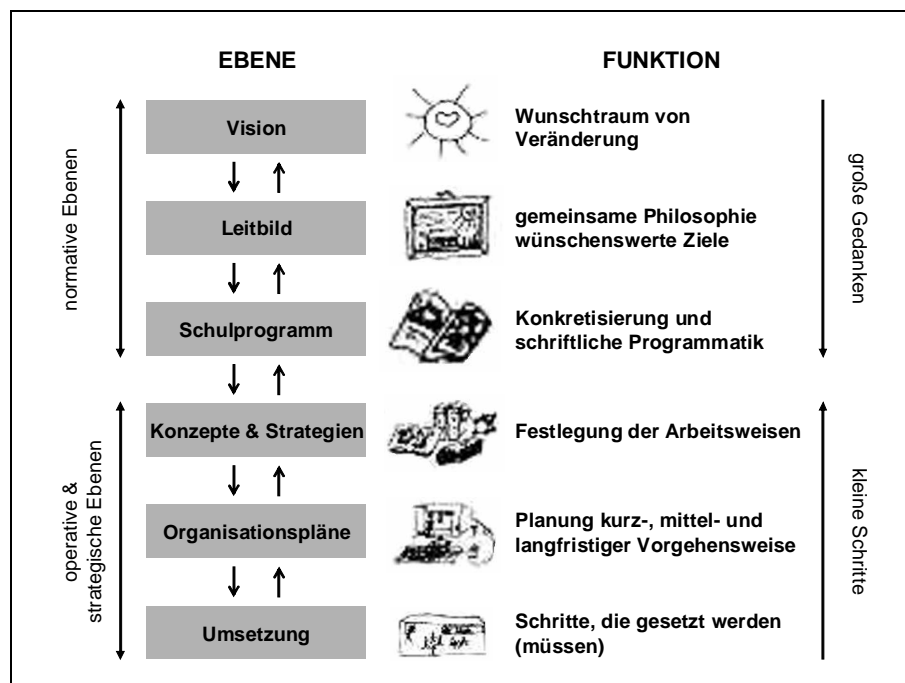 EBENE
FUNKTION
normative Ebenen
Vision
Wunschtraum von
Veränderung
große Gedanken
Leitbild
gemeinsame Philosophie
wünschenswerte Ziele
Schulprogramm
Konkretisierung und
schriftliche Programmatik
operative &
strategische Ebenen
Konzepte & Strategien
Festlegung der Arbeitsweisen
kleine Schritte
Organisationspläne
Planung kurz-, mittel- und
langfristiger Vorgehensweise
Umsetzung
Schritte, die gesetzt werden
(müssen)